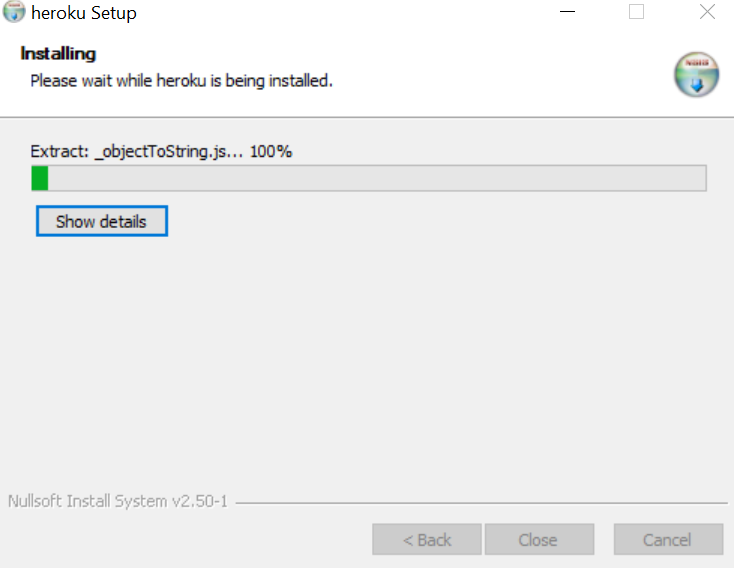 heroku Setup
Installing
Please wait while heroku is being installed.
Extract: _objectToString.js... 100%
Show details
Nullsoft Install System v2.50-1
< Back
Close
Cancel